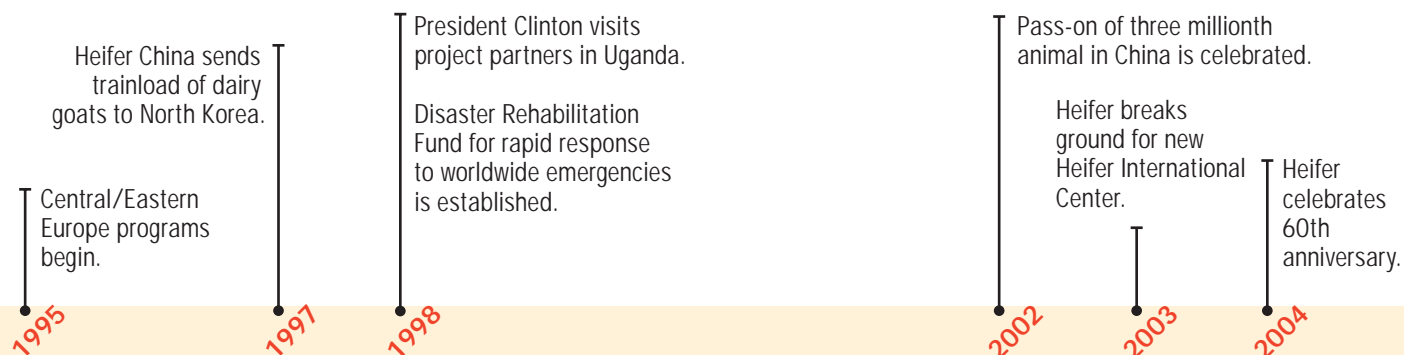 Central/Eastern
Europe programs
begin.
1995
Heifer China sends
trainload of dairy
goats to North Korea.
1997
President Clinton visits
project partners in Uganda.
Disaster Rehabilitation
Fund for rapid response
to worldwide emergencies
is established.
1998
Pass-on of three millionth
animal in China is celebrated.
2002
Heifer breaks
ground for new
Heifer International
Center.
2003
Heifer
celebrates
60th
anniversary.
2004